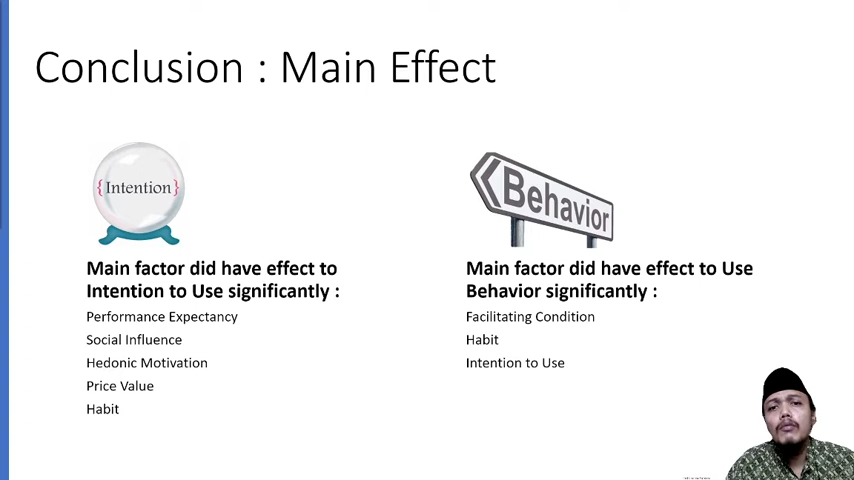 Conclusion : Main Effect
{Intention}
Main factor did have effect to
Intention to Use significantly :
Performance Expectancy
Social Influence
Hedonic Motivation
Price Value
Habit
Behavior
Main factor did have effect to Use
Behavior significantly :
Facilitating Condition
Habit
Intention to Use